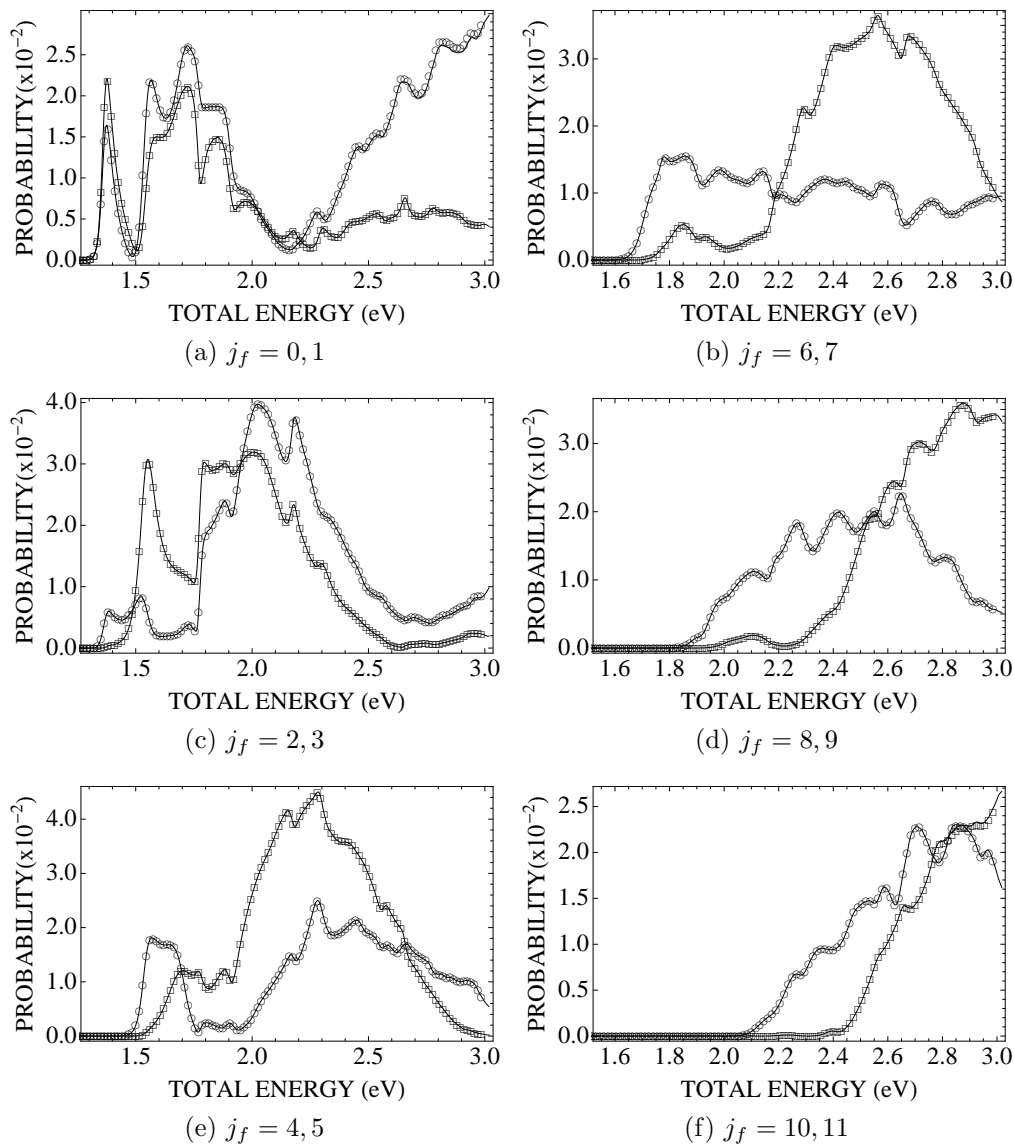 PROBABILITY(x10⁻²)
2.5
2.0
1.5
1.0
0.5
0.0
1.5 2.0 2.5 3.0
TOTAL ENERGY (eV)
(a) j_f = 0, 1
PROBABILITY(x10⁻²)
3.0
2.0
1.0
0.0
1.6 1.8 2.0 2.2 2.4 2.6 2.8 3.0
TOTAL ENERGY (eV)
(b) j_f = 6, 7
PROBABILITY(x10⁻²)
4.0
3.0
2.0
1.0
0.0
1.5 2.0 2.5 3.0
TOTAL ENERGY (eV)
(c) j_f = 2, 3
PROBABILITY(x10⁻²)
3.0
2.0
1.0
0.0
1.6 1.8 2.0 2.2 2.4 2.6 2.8 3.0
TOTAL ENERGY (eV)
(d) j_f = 8, 9
PROBABILITY(x10⁻²)
4.0
3.0
2.0
1.0
0.0
1.5 2.0 2.5 3.0
TOTAL ENERGY (eV)
(e) j_f = 4, 5
PROBABILITY(x10⁻²)
2.5
2.0
1.5
1.0
0.5
0.0
1.6 1.8 2.0 2.2 2.4 2.6 2.8 3.0
TOTAL ENERGY (eV)
(f) j_f = 10, 11